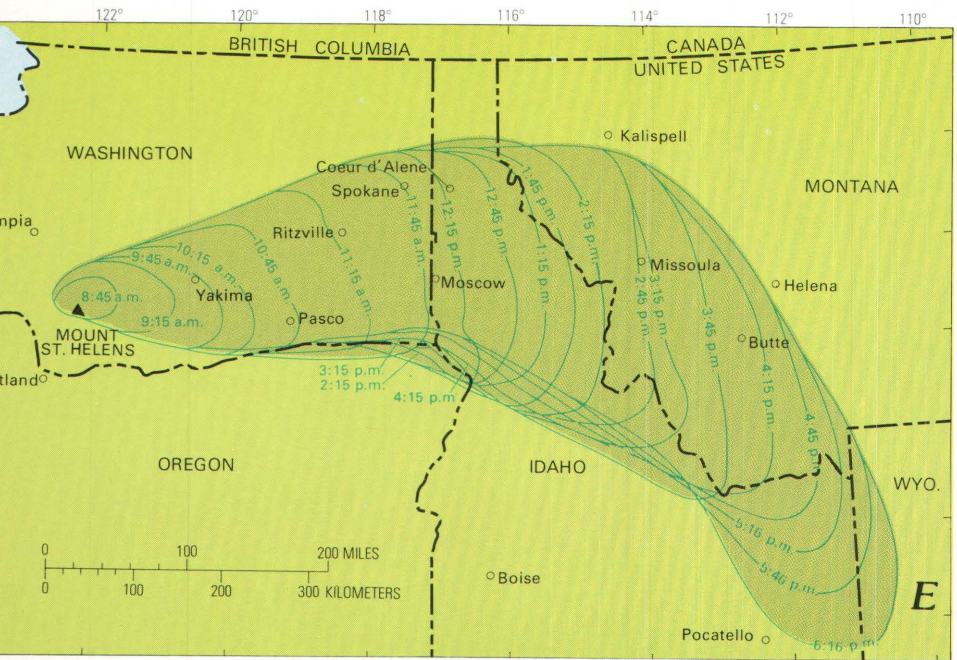 122°
120°
118°
116°
114°
112°
110°
BRITISH COLUMBIA
CANADA
UNITED STATES
WASHINGTON
Kalispell
Coeur d'Alene
Spokane
MONTANA
mpia
Ritzville
Missoula
Helena
Yakima
Moscow
Pasco
Butte
MOUNT
ST. HELENS
tland
8:45 a.m.
9:15 a.m.
9:45 a.m.
10:15 a.m.
10:45 a.m.
11:15 a.m.
11:45 a.m.
12:15 p.m.
12:45 p.m.
1:15 p.m.
1:45 p.m.
2:15 p.m.
2:45 p.m.
3:15 p.m.
3:45 p.m.
4:15 p.m.
4:45 p.m.
3:15 p.m.
2:15 p.m.
4:15 p.m
5:16 p.m.
5:46 p.m.
6:16 p.m.
OREGON
IDAHO
WYO.
0 100 200 MILES
0 100 200 300 KILOMETERS
Boise
Pocatello
E